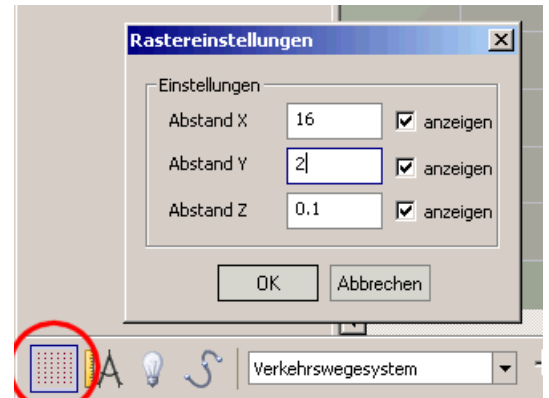 Rastereinstellungen
Einstellungen
Abstand X 16 anzeigen
Abstand Y 2 anzeigen
Abstand Z 0.1 anzeigen
OK Abbrechen
Verkehrswegesystem